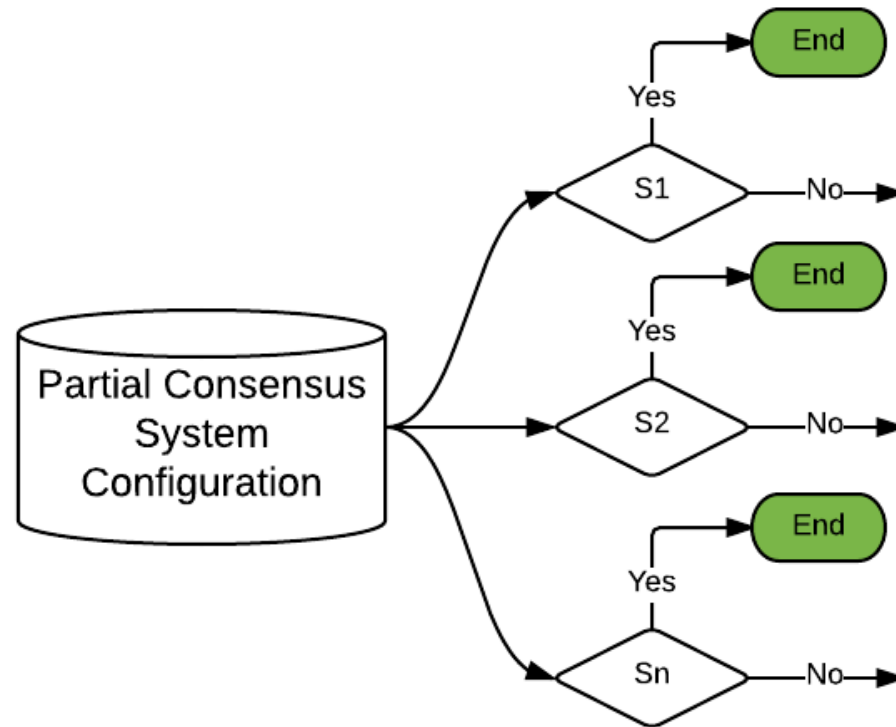 End
Yes
S1
No
End
Yes
Partial Consensus
System
Configuration
S2
No
End
Yes
Sn
No